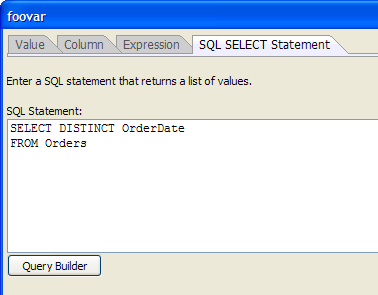 foovar
Value Column Expression SQL SELECT Statement
Enter a SQL statement that returns a list of values.
SQL Statement:
SELECT DISTINCT OrderDate
FROM Orders
Query Builder